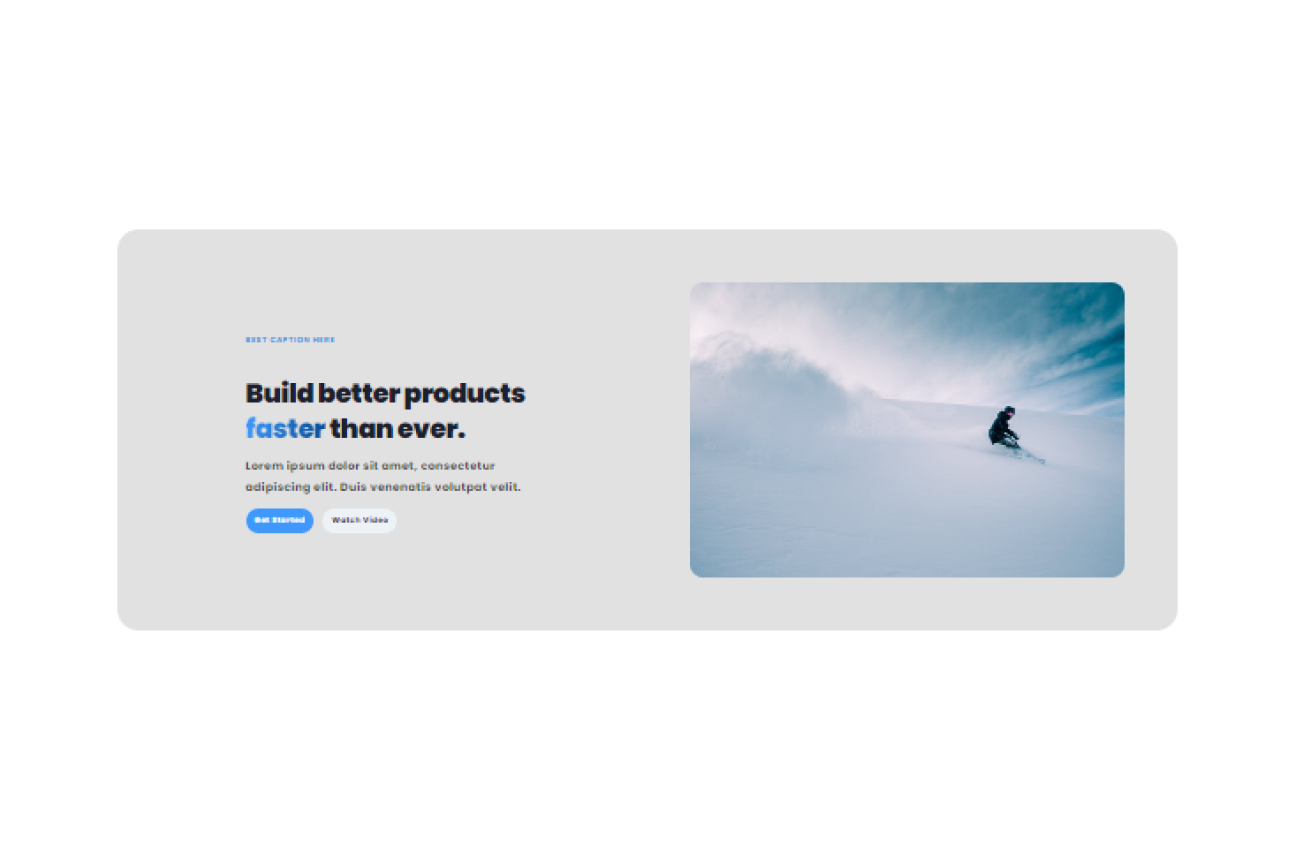 BEST CAPTION HERE
Build better products
faster than ever.
Lorem ipsum dolor sit amet, consectetur
adipiscing elit. Duis venenatis volutpat velit.
Get Started
Watch Video